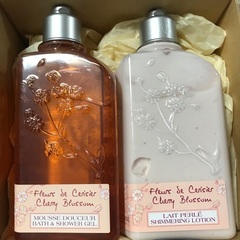 Fleurs de Cerisier
Cherry Blossom
MOUSSE DOUCEUR
BATH & SHOWER GEL
Fleurs de Cerisier
Cherry Blossom
LAIT PERLÉ
SHIMMERING LOTION